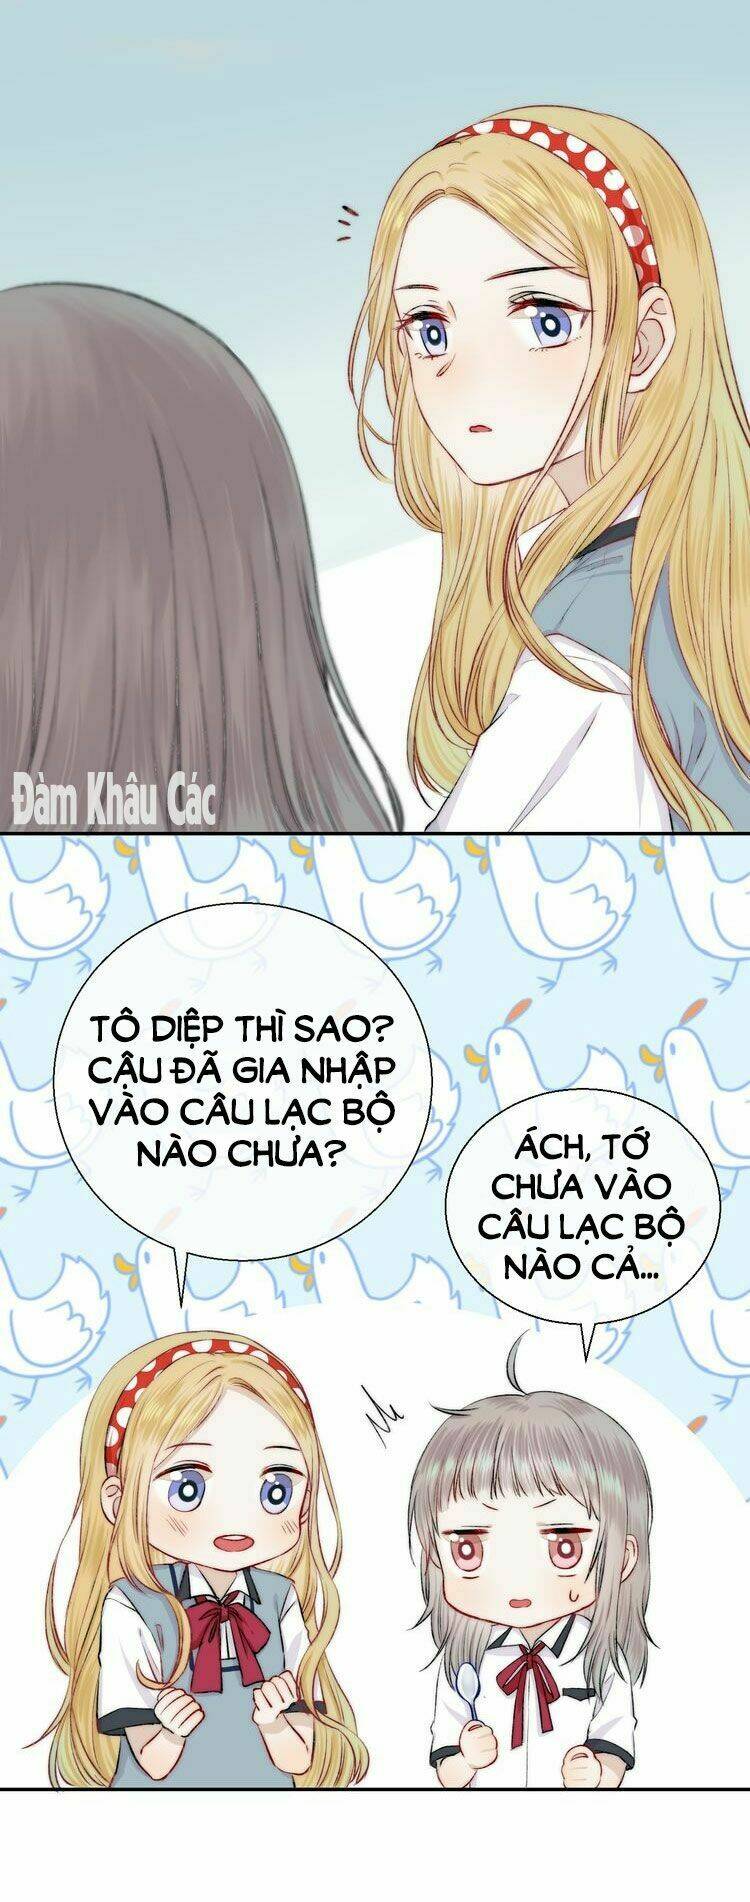 Đàm Khâu Các
TÔ DIỆP THÌ SAO?
CẬU ĐÃ GIA NHẬP
VÀO CÂU LẠC BỘ
NÀO CHƯA?
ÁCH, TỚ
CHƯA VÀO
CÂU LẠC BỘ
NÀO CẢ...